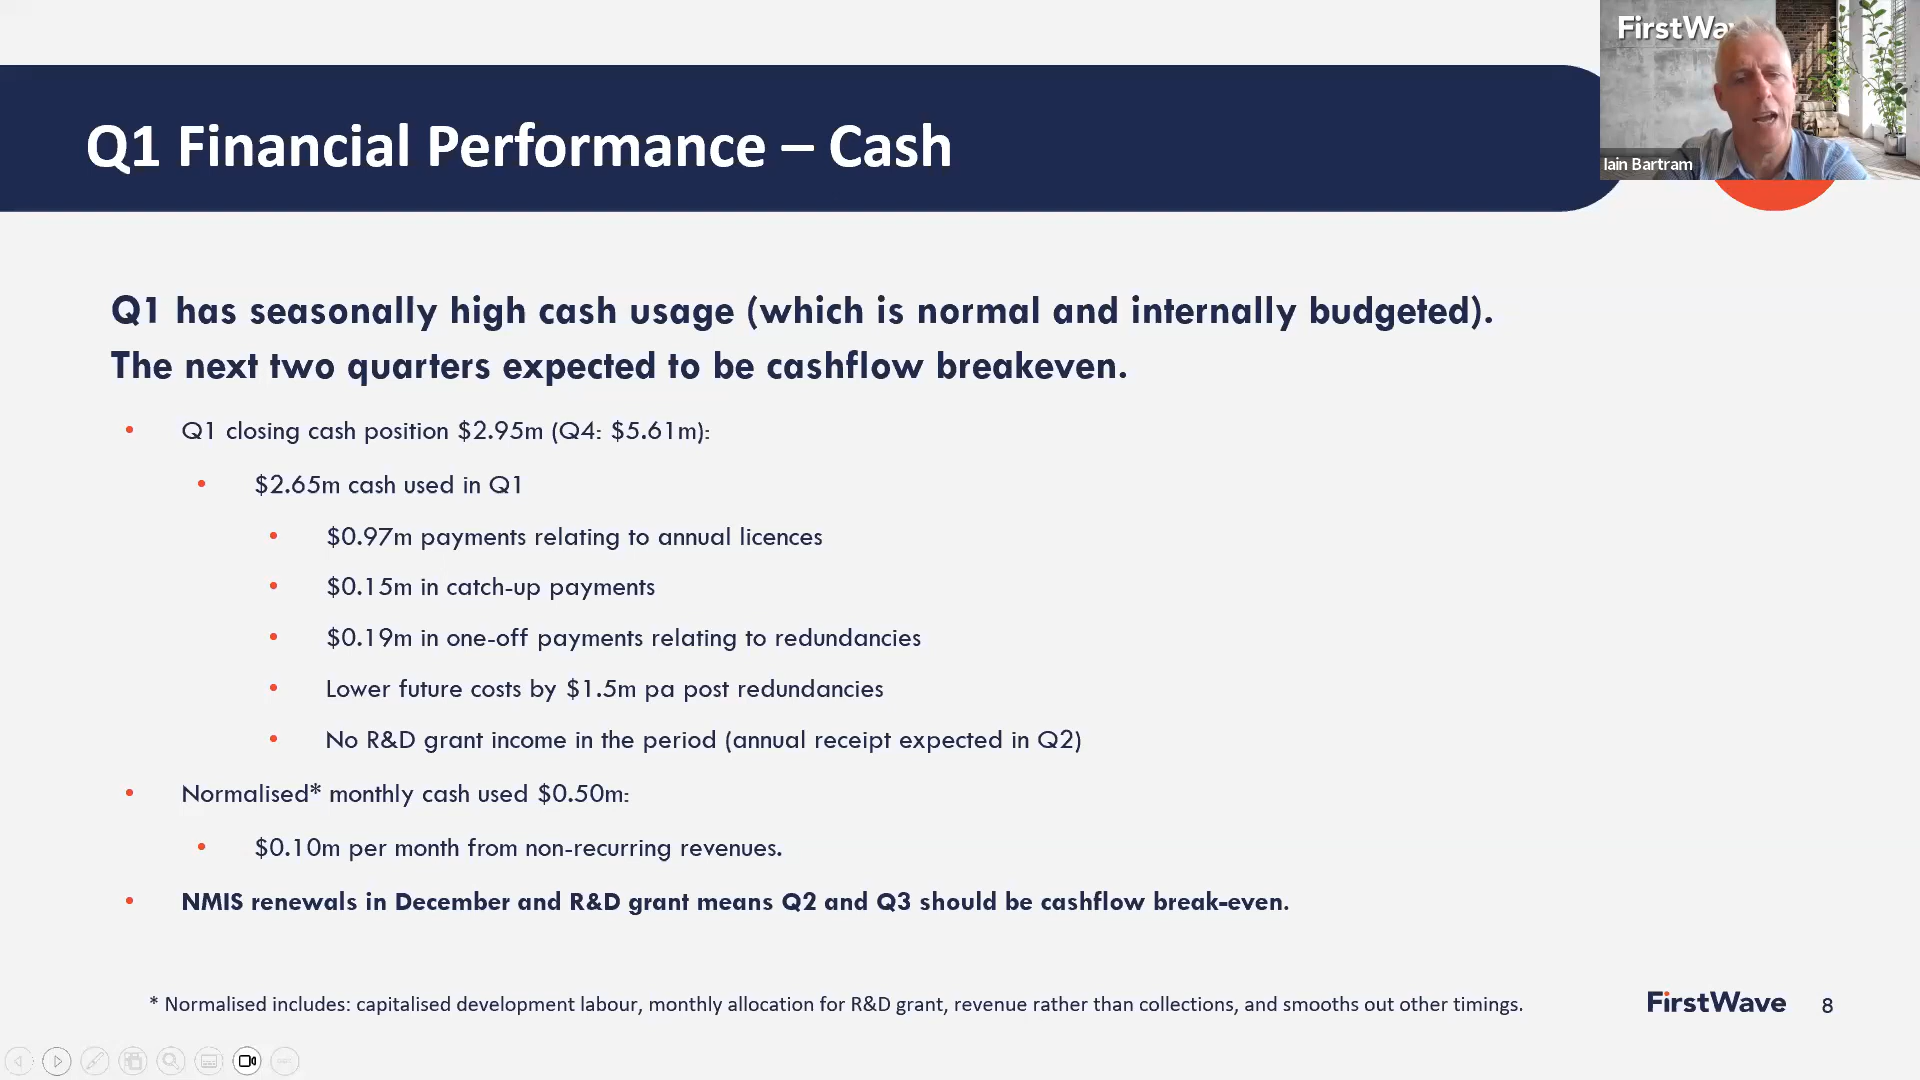 FirstWa
Iain Bartram
Q1 Financial Performance – Cash
Q1 has seasonally high cash usage (which is normal and internally budgeted).
The next two quarters expected to be cashflow breakeven.
• Q1 closing cash position $2.95m (Q4: $5.61m):
• $2.65m cash used in Q1
• $0.97m payments relating to annual licences
• $0.15m in catch-up payments
• $0.19m in one-off payments relating to redundancies
• Lower future costs by $1.5m pa post redundancies
• No R&D grant income in the period (annual receipt expected in Q2)
• Normalised* monthly cash used $0.50m:
• $0.10m per month from non-recurring revenues.
• NMIS renewals in December and R&D grant means Q2 and Q3 should be cashflow break-even.
* Normalised includes: capitalised development labour, monthly allocation for R&D grant, revenue rather than collections, and smooths out other timings.
FirstWave 8